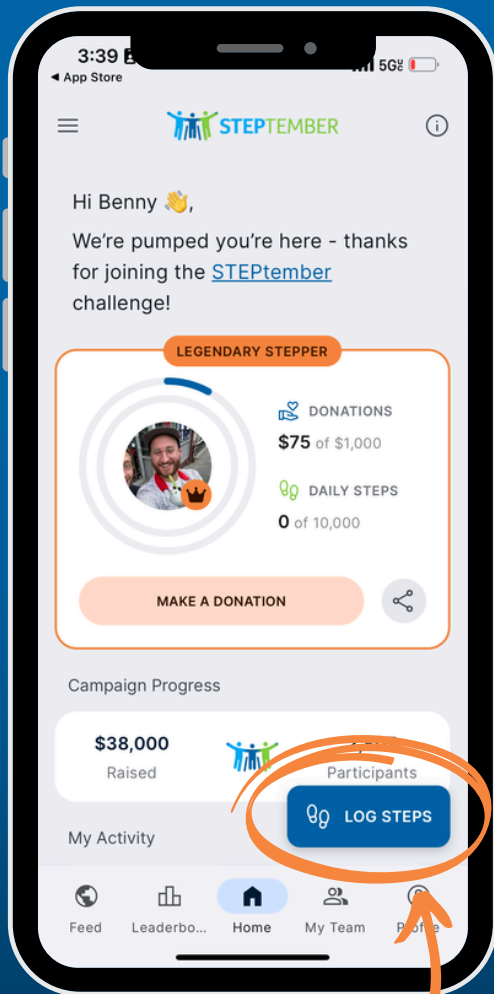 3:39
App Store
5G
STEPTEMBER
Hi Benny 👋,
We're pumped you're here - thanks
for joining the STEPtember
challenge!
LEGENDARY STEPPER
DONATIONS
$75 of $1,000
DAILY STEPS
0 of 10,000
MAKE A DONATION
Campaign Progress
$38,000
Raised
Participants
LOG STEPS
My Activity
Feed
Leaderbo...
Home
My Team
Profile